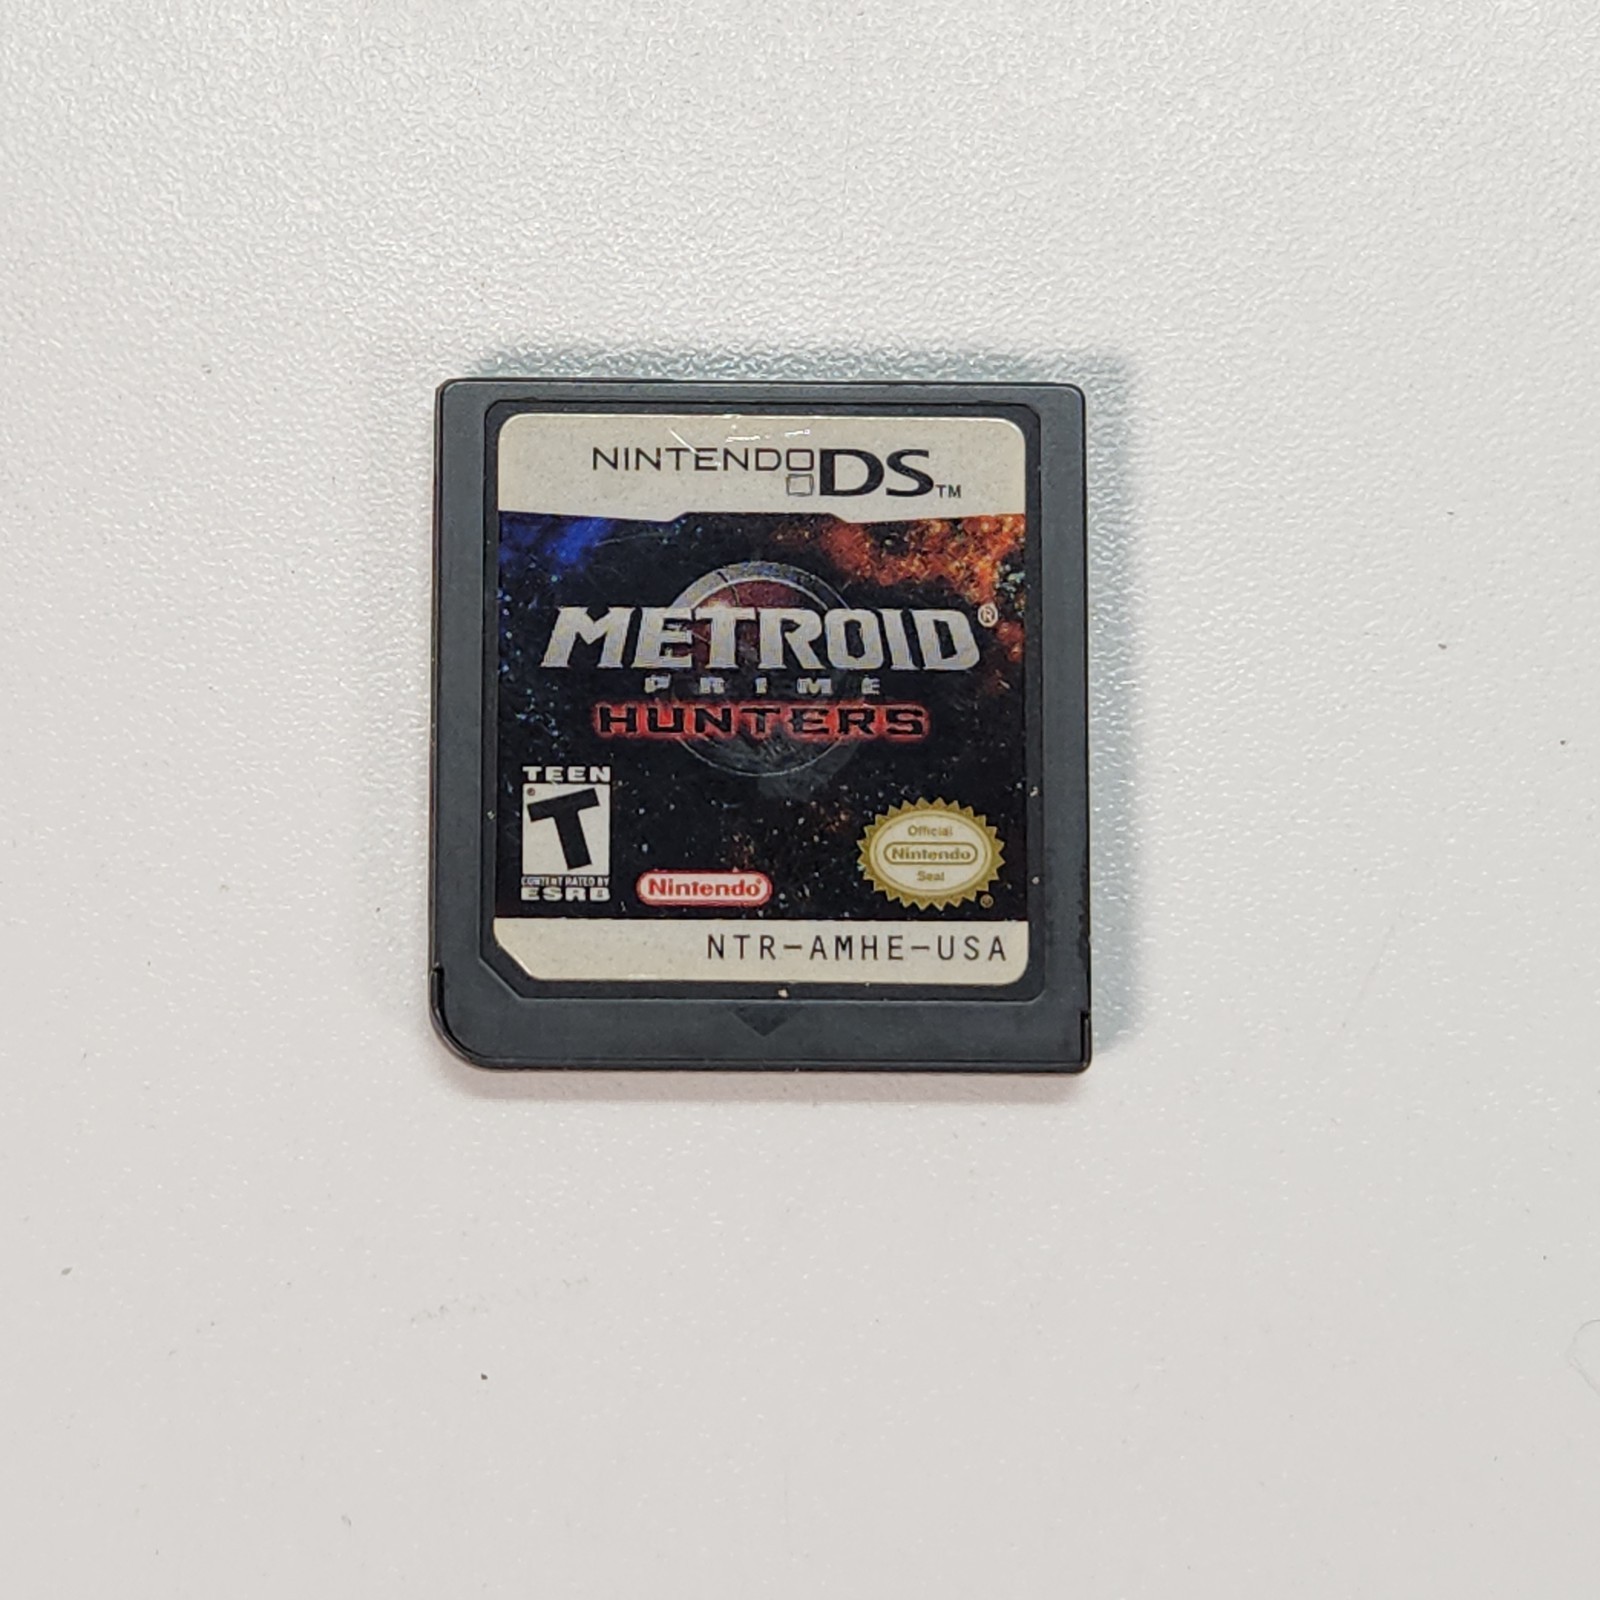 NINTENDO DS™
METROID®
PRIME
HUNTERS
TEEN
T
CONTENT RATED BY
ESRB
Nintendo®
Official
Nintendo
Seal
NTR-AMHE-USA